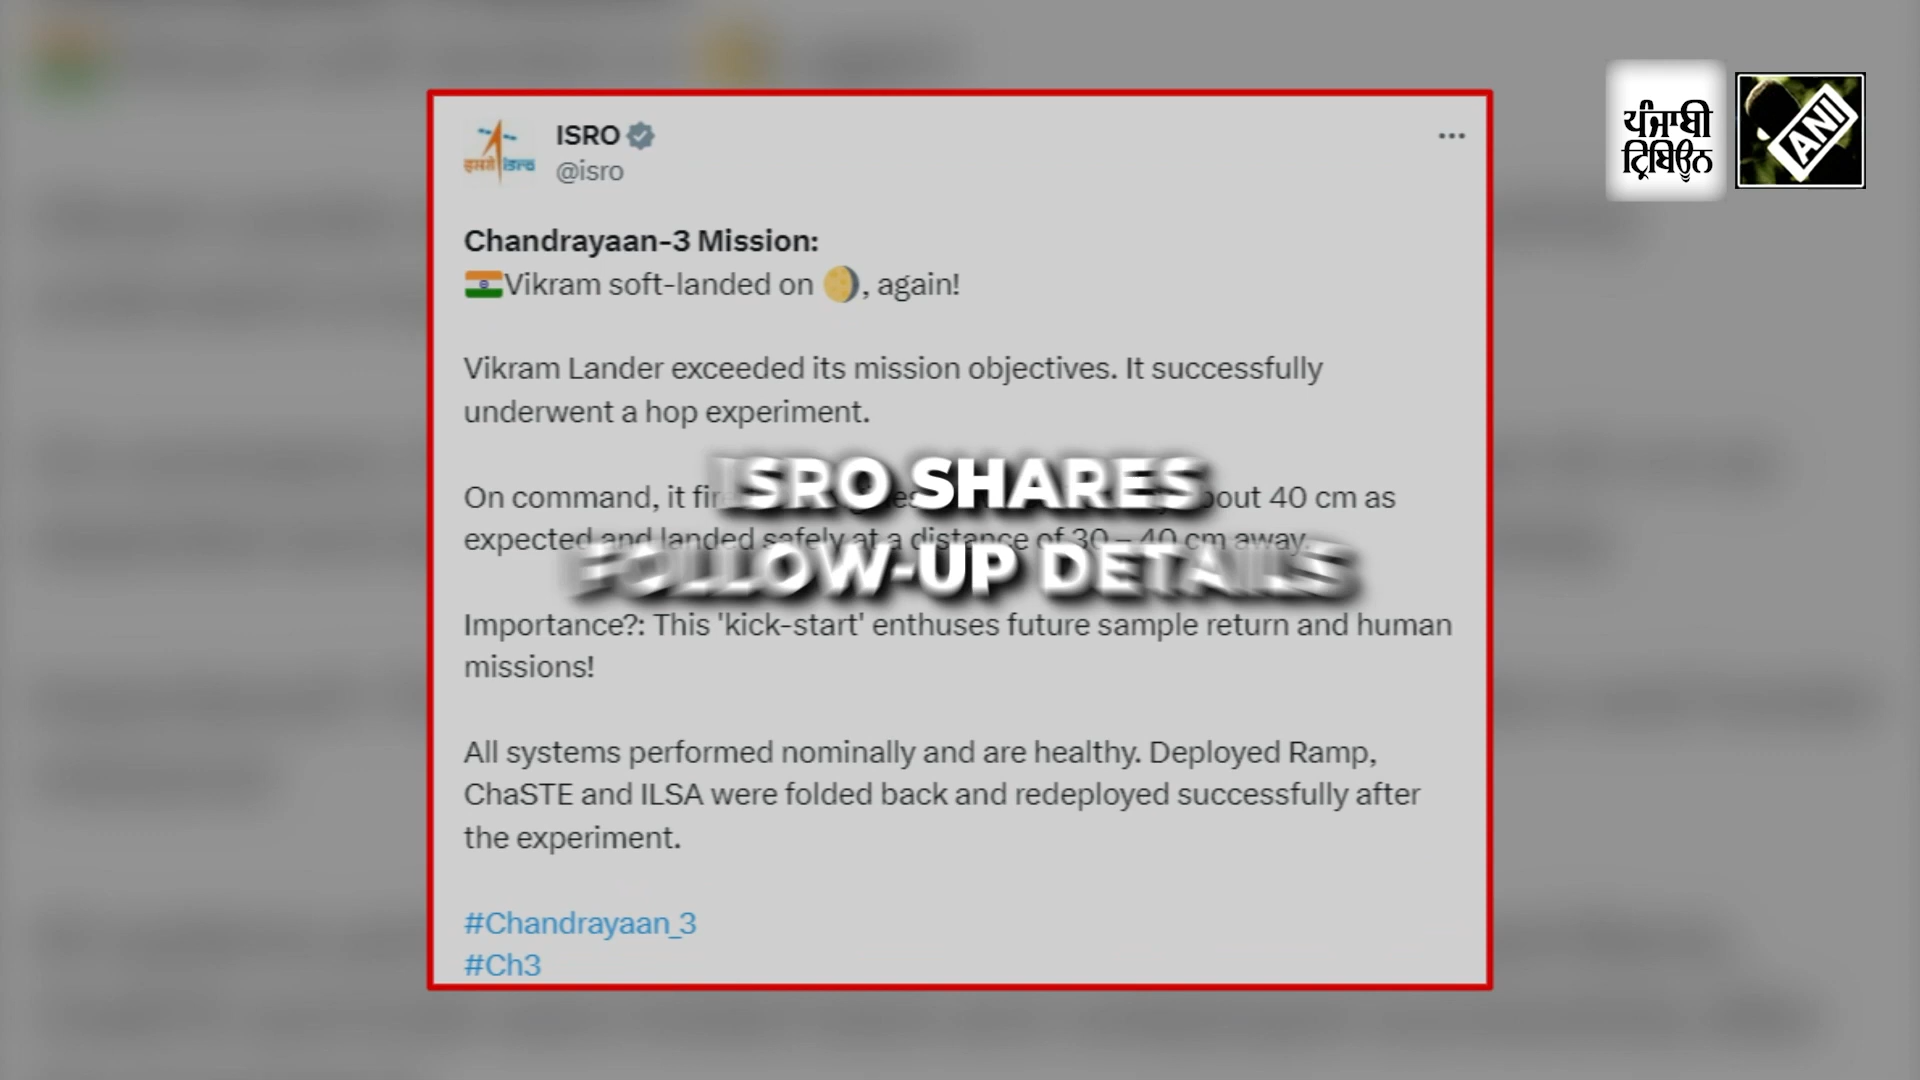 ISRO
@isro
ਪੰਜਾਬੀ
ਟ੍ਰਿਬਿਊਨ
ANI
इसरो isro
Chandrayaan-3 Mission:
🇮🇳Vikram soft-landed on 🌖, again!
Vikram Lander exceeded its mission objectives. It successfully
underwent a hop experiment.
On command, it 40 cm as
expected and landed safely at a distance of 30 – 40 cm away.
ISRO SHARES
FOLLOW-UP DETAILS
Importance?: This 'kick-start' enthuses future sample return and human
missions!
All systems performed nominally and are healthy. Deployed Ramp,
ChaSTE and ILSA were folded back and redeployed successfully after
the experiment.
#Chandrayaan_3
#Ch3